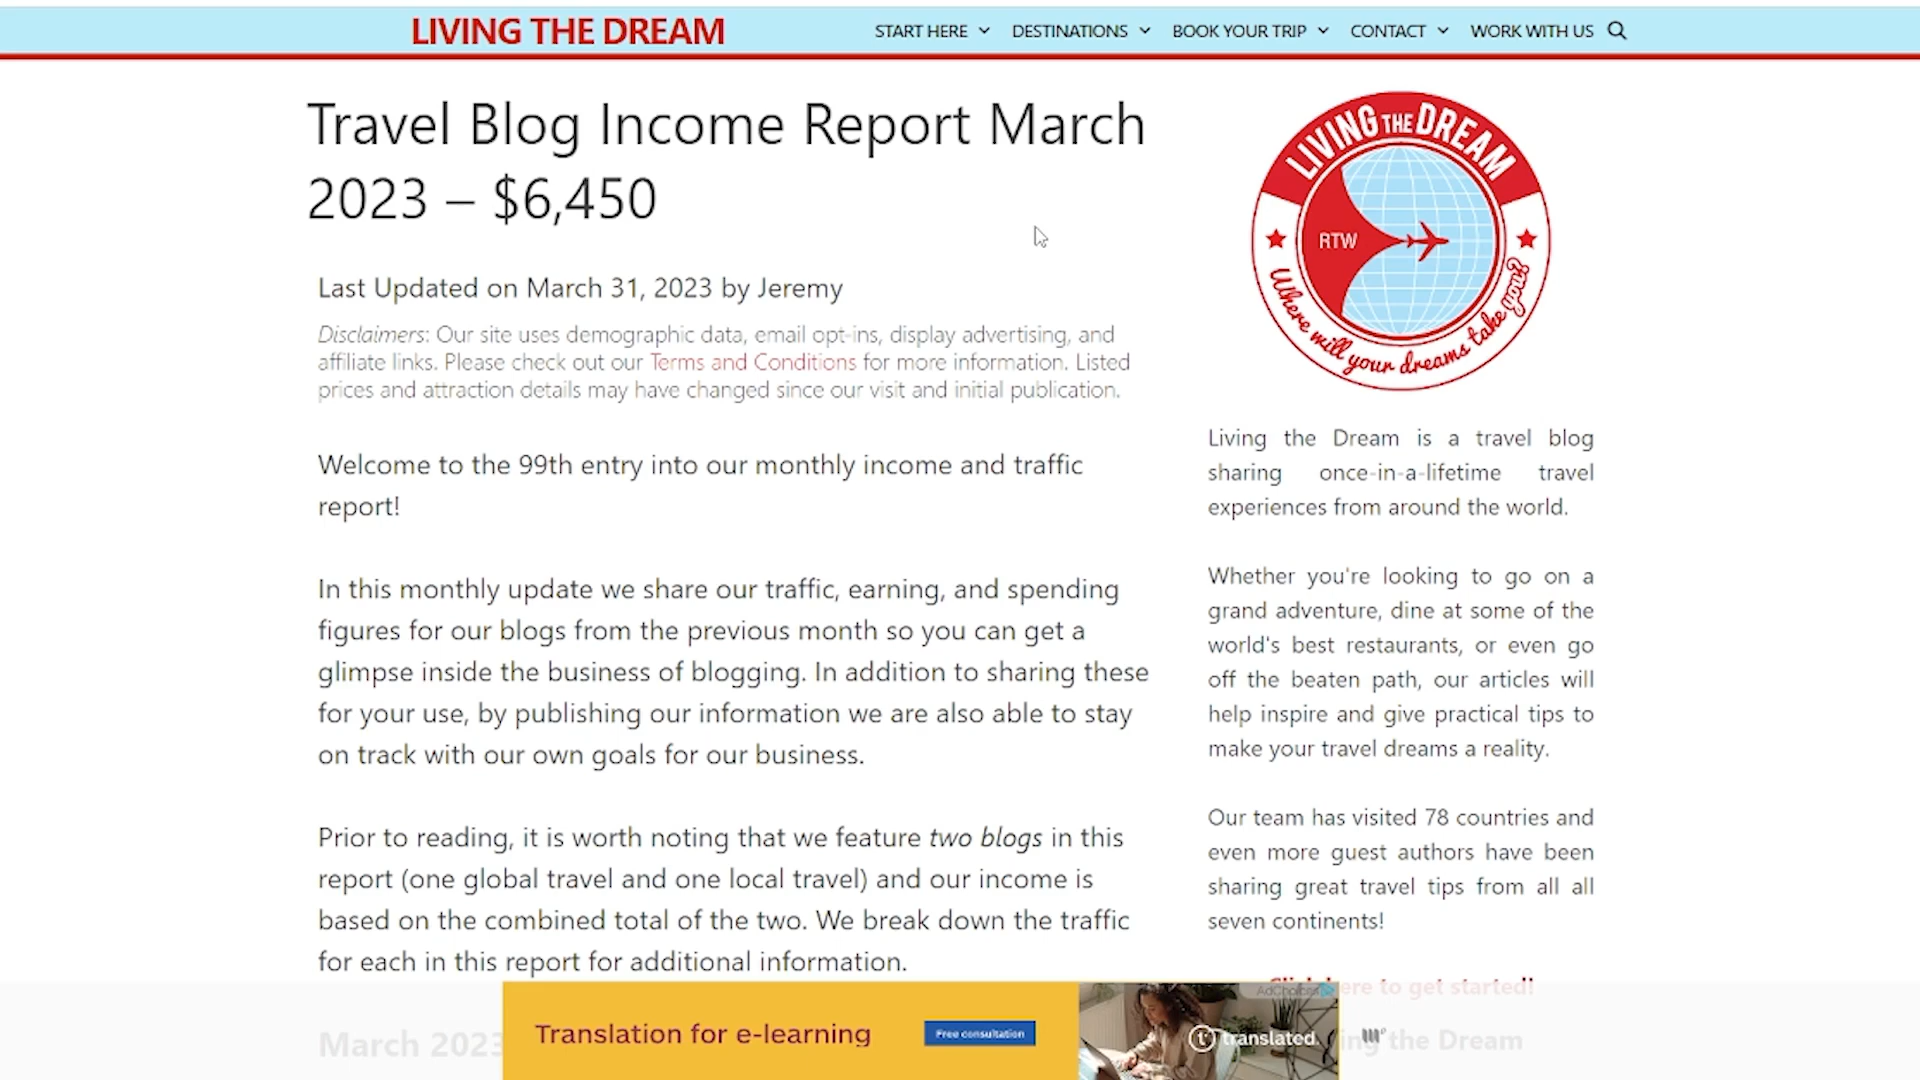 LIVING THE DREAM
START HERE
DESTINATIONS
BOOK YOUR TRIP
CONTACT
WORK WITH US
Travel Blog Income Report March
2023 – $6,450
Last Updated on March 31, 2023 by Jeremy
Disclaimers: Our site uses demographic data, email opt-ins, display advertising, and
affiliate links. Please check out our Terms and Conditions for more information. Listed
prices and attraction details may have changed since our visit and initial publication.
Welcome to the 99th entry into our monthly income and traffic
report!
In this monthly update we share our traffic, earning, and spending
figures for our blogs from the previous month so you can get a
glimpse inside the business of blogging. In addition to sharing these
for your use, by publishing our information we are also able to stay
on track with our own goals for our business.
Prior to reading, it is worth noting that we feature two blogs in this
report (one global travel and one local travel) and our income is
based on the combined total of the two. We break down the traffic
for each in this report for additional information.
March 2023
LIVING THE DREAM
RTW
Where will your dreams take you?
Living the Dream is a travel blog
sharing once-in-a-lifetime travel
experiences from around the world.
Whether you're looking to go on a
grand adventure, dine at some of the
world's best restaurants, or even go
off the beaten path, our articles will
help inspire and give practical tips to
make your travel dreams a reality.
Our team has visited 78 countries and
even more guest authors have been
sharing great travel tips from all all
seven continents!
to get started!
the Dream
Translation for e-learning
Free consultation
AdChoices
t translated.